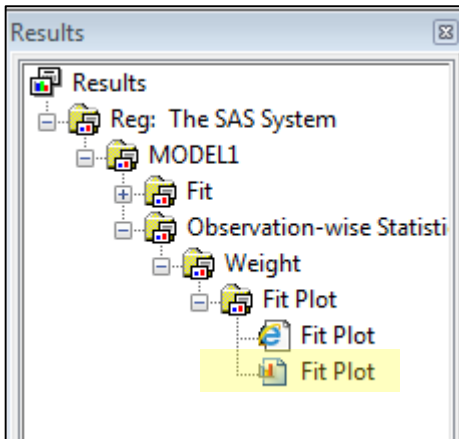 Results
Results
Reg: The SAS System
MODEL1
Fit
Observation-wise Statisti
Weight
Fit Plot
Fit Plot
Fit Plot